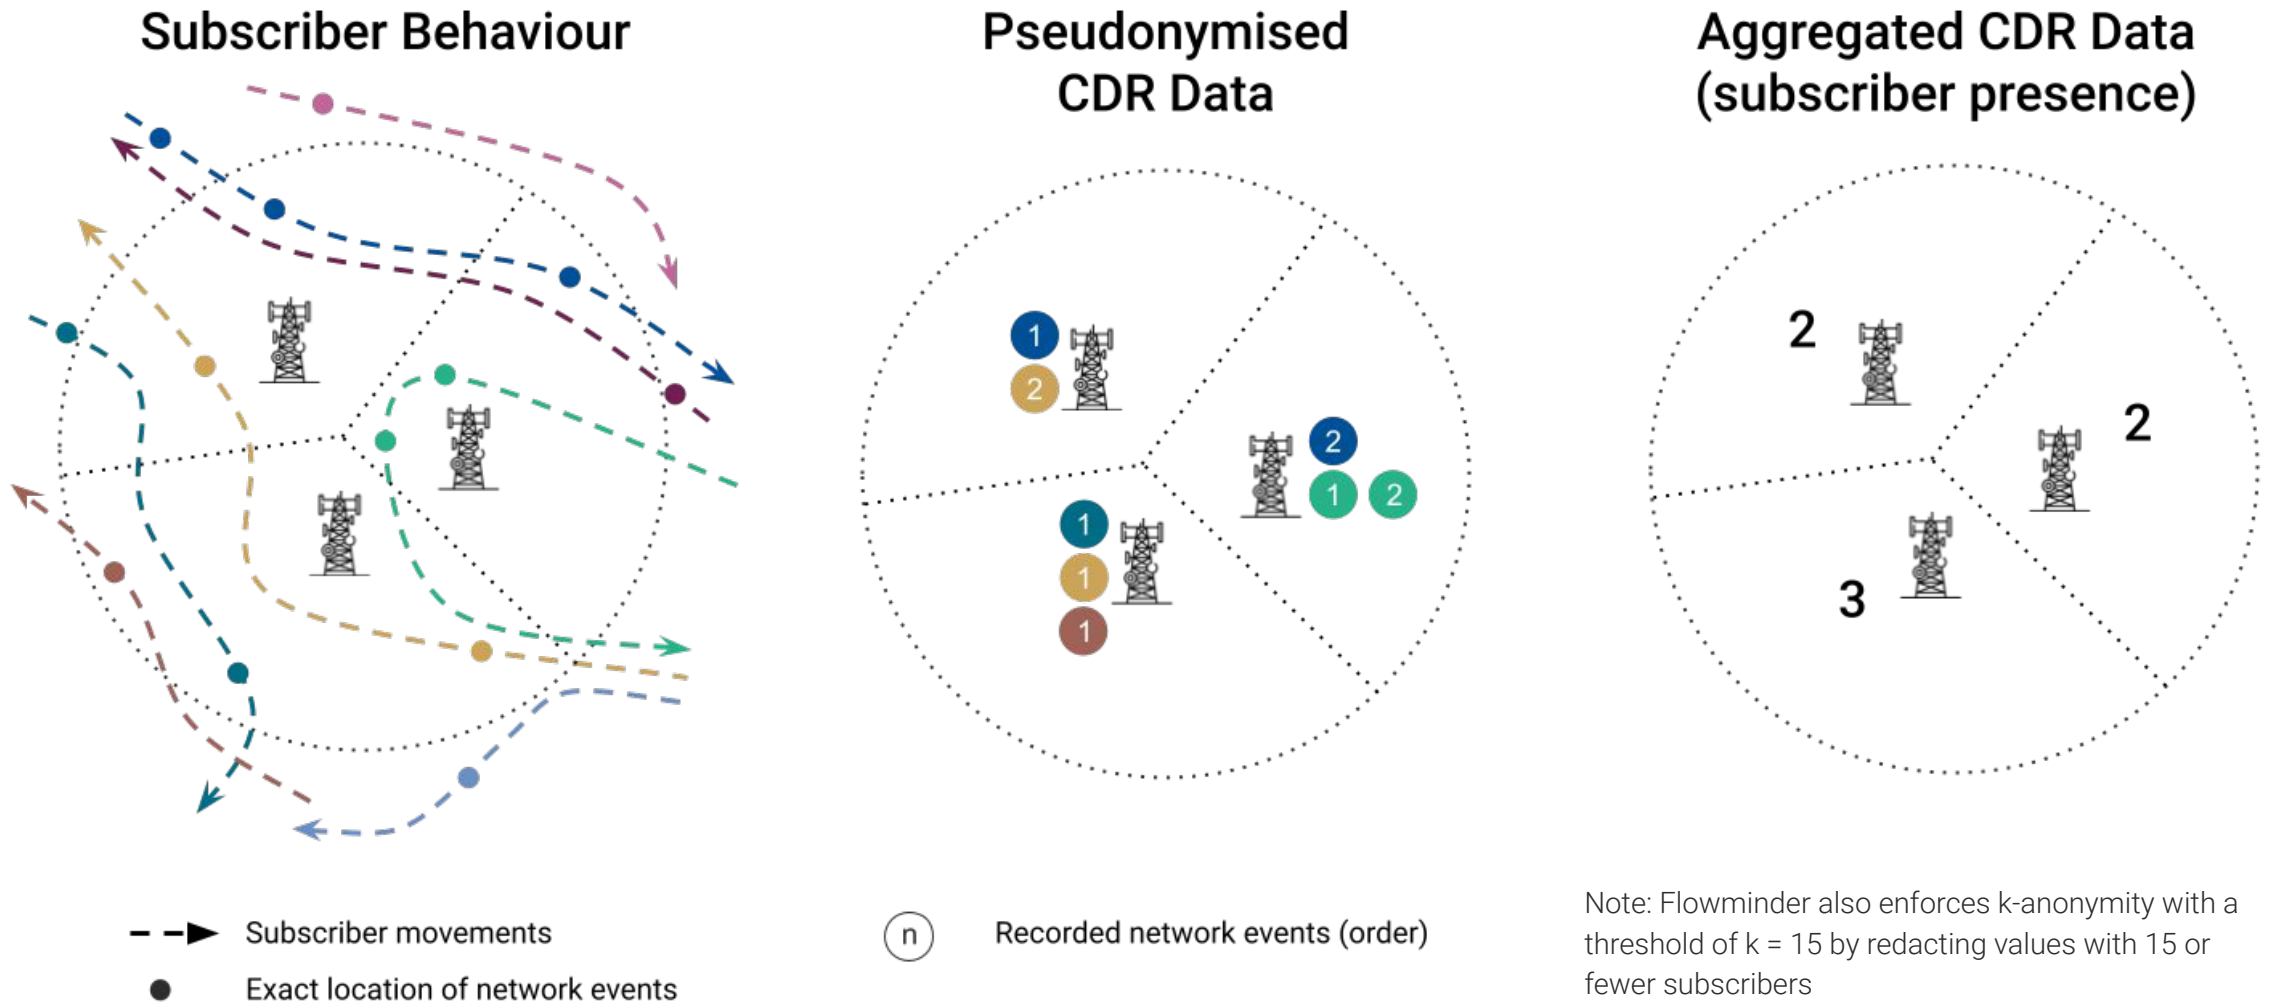 Subscriber Behaviour
Pseudonymised
CDR Data
Aggregated CDR Data
(subscriber presence)
1
2
2
1 2
1
1
1
2
2
3
Subscriber movements
Exact location of network events
n
Recorded network events (order)
Note: Flowminder also enforces k-anonymity with a
threshold of k = 15 by redacting values with 15 or
fewer subscribers